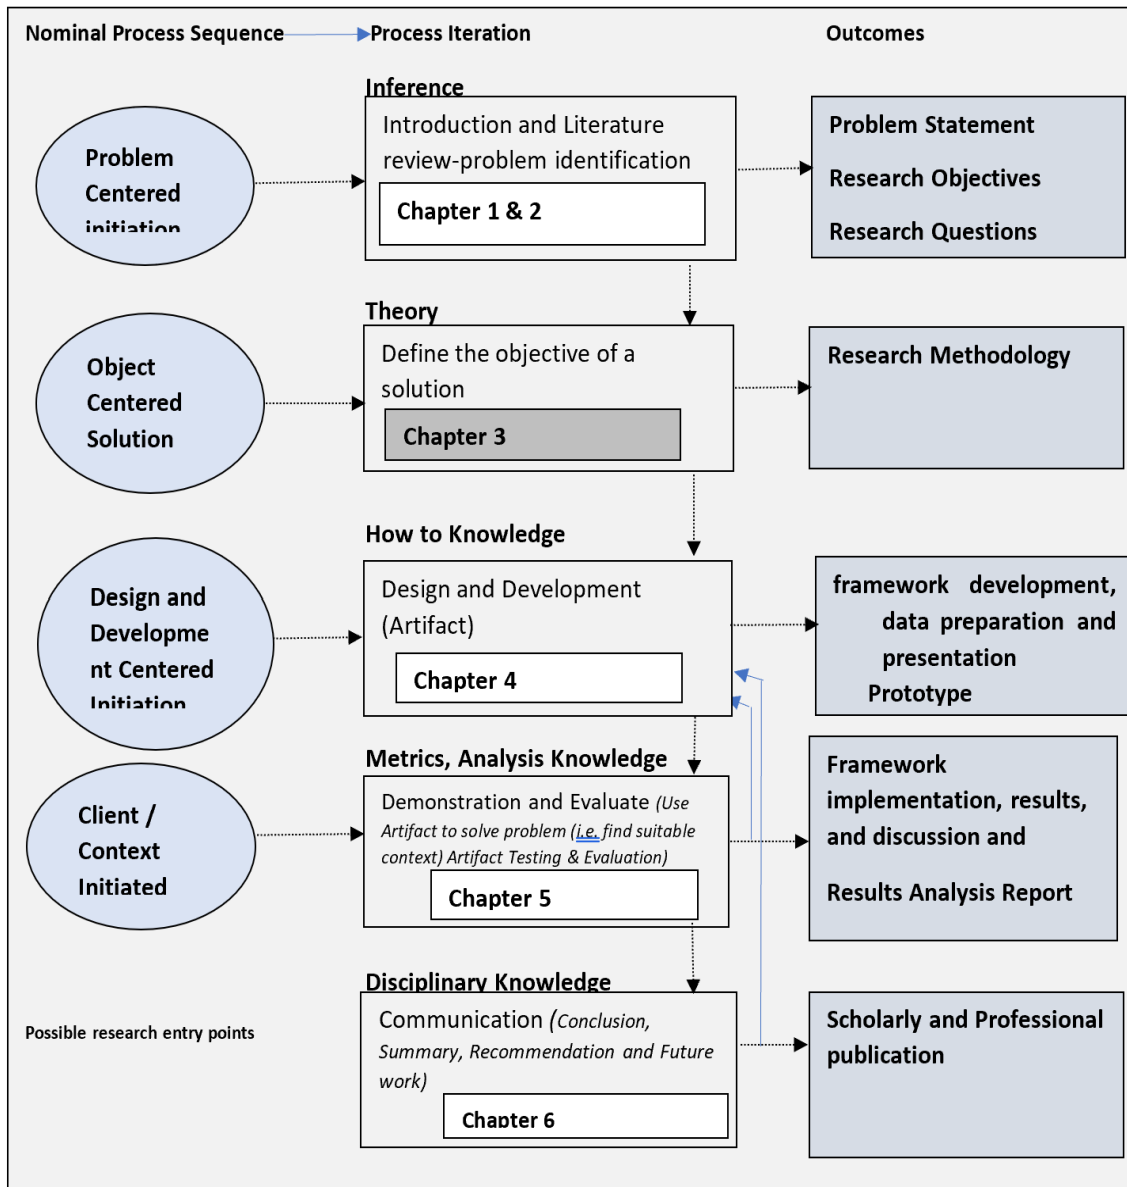 Nominal Process Sequence
Process Iteration
Outcomes
Inference
Problem
Centered
initiation
Introduction and Literature
review-problem identification
Chapter 1 & 2
Problem Statement
Research Objectives
Research Questions
Theory
Object
Centered
Solution
Define the objective of a
solution
Chapter 3
Research Methodology
How to Knowledge
Design and
Developme
nt Centered
Initiation
Design and Development
(Artifact)
Chapter 4
framework development,
data preparation and
presentation
Prototype
Metrics, Analysis Knowledge
Client /
Context
Initiated
Demonstration and Evaluate (Use
Artifact to solve problem (i.e. find suitable
context) Artifact Testing & Evaluation)
Chapter 5
Framework
implementation, results,
and discussion and
Results Analysis Report
Disciplinary Knowledge
Possible research entry points
Communication (Conclusion,
Summary, Recommendation and Future
work)
Chapter 6
Scholarly and Professional
publication